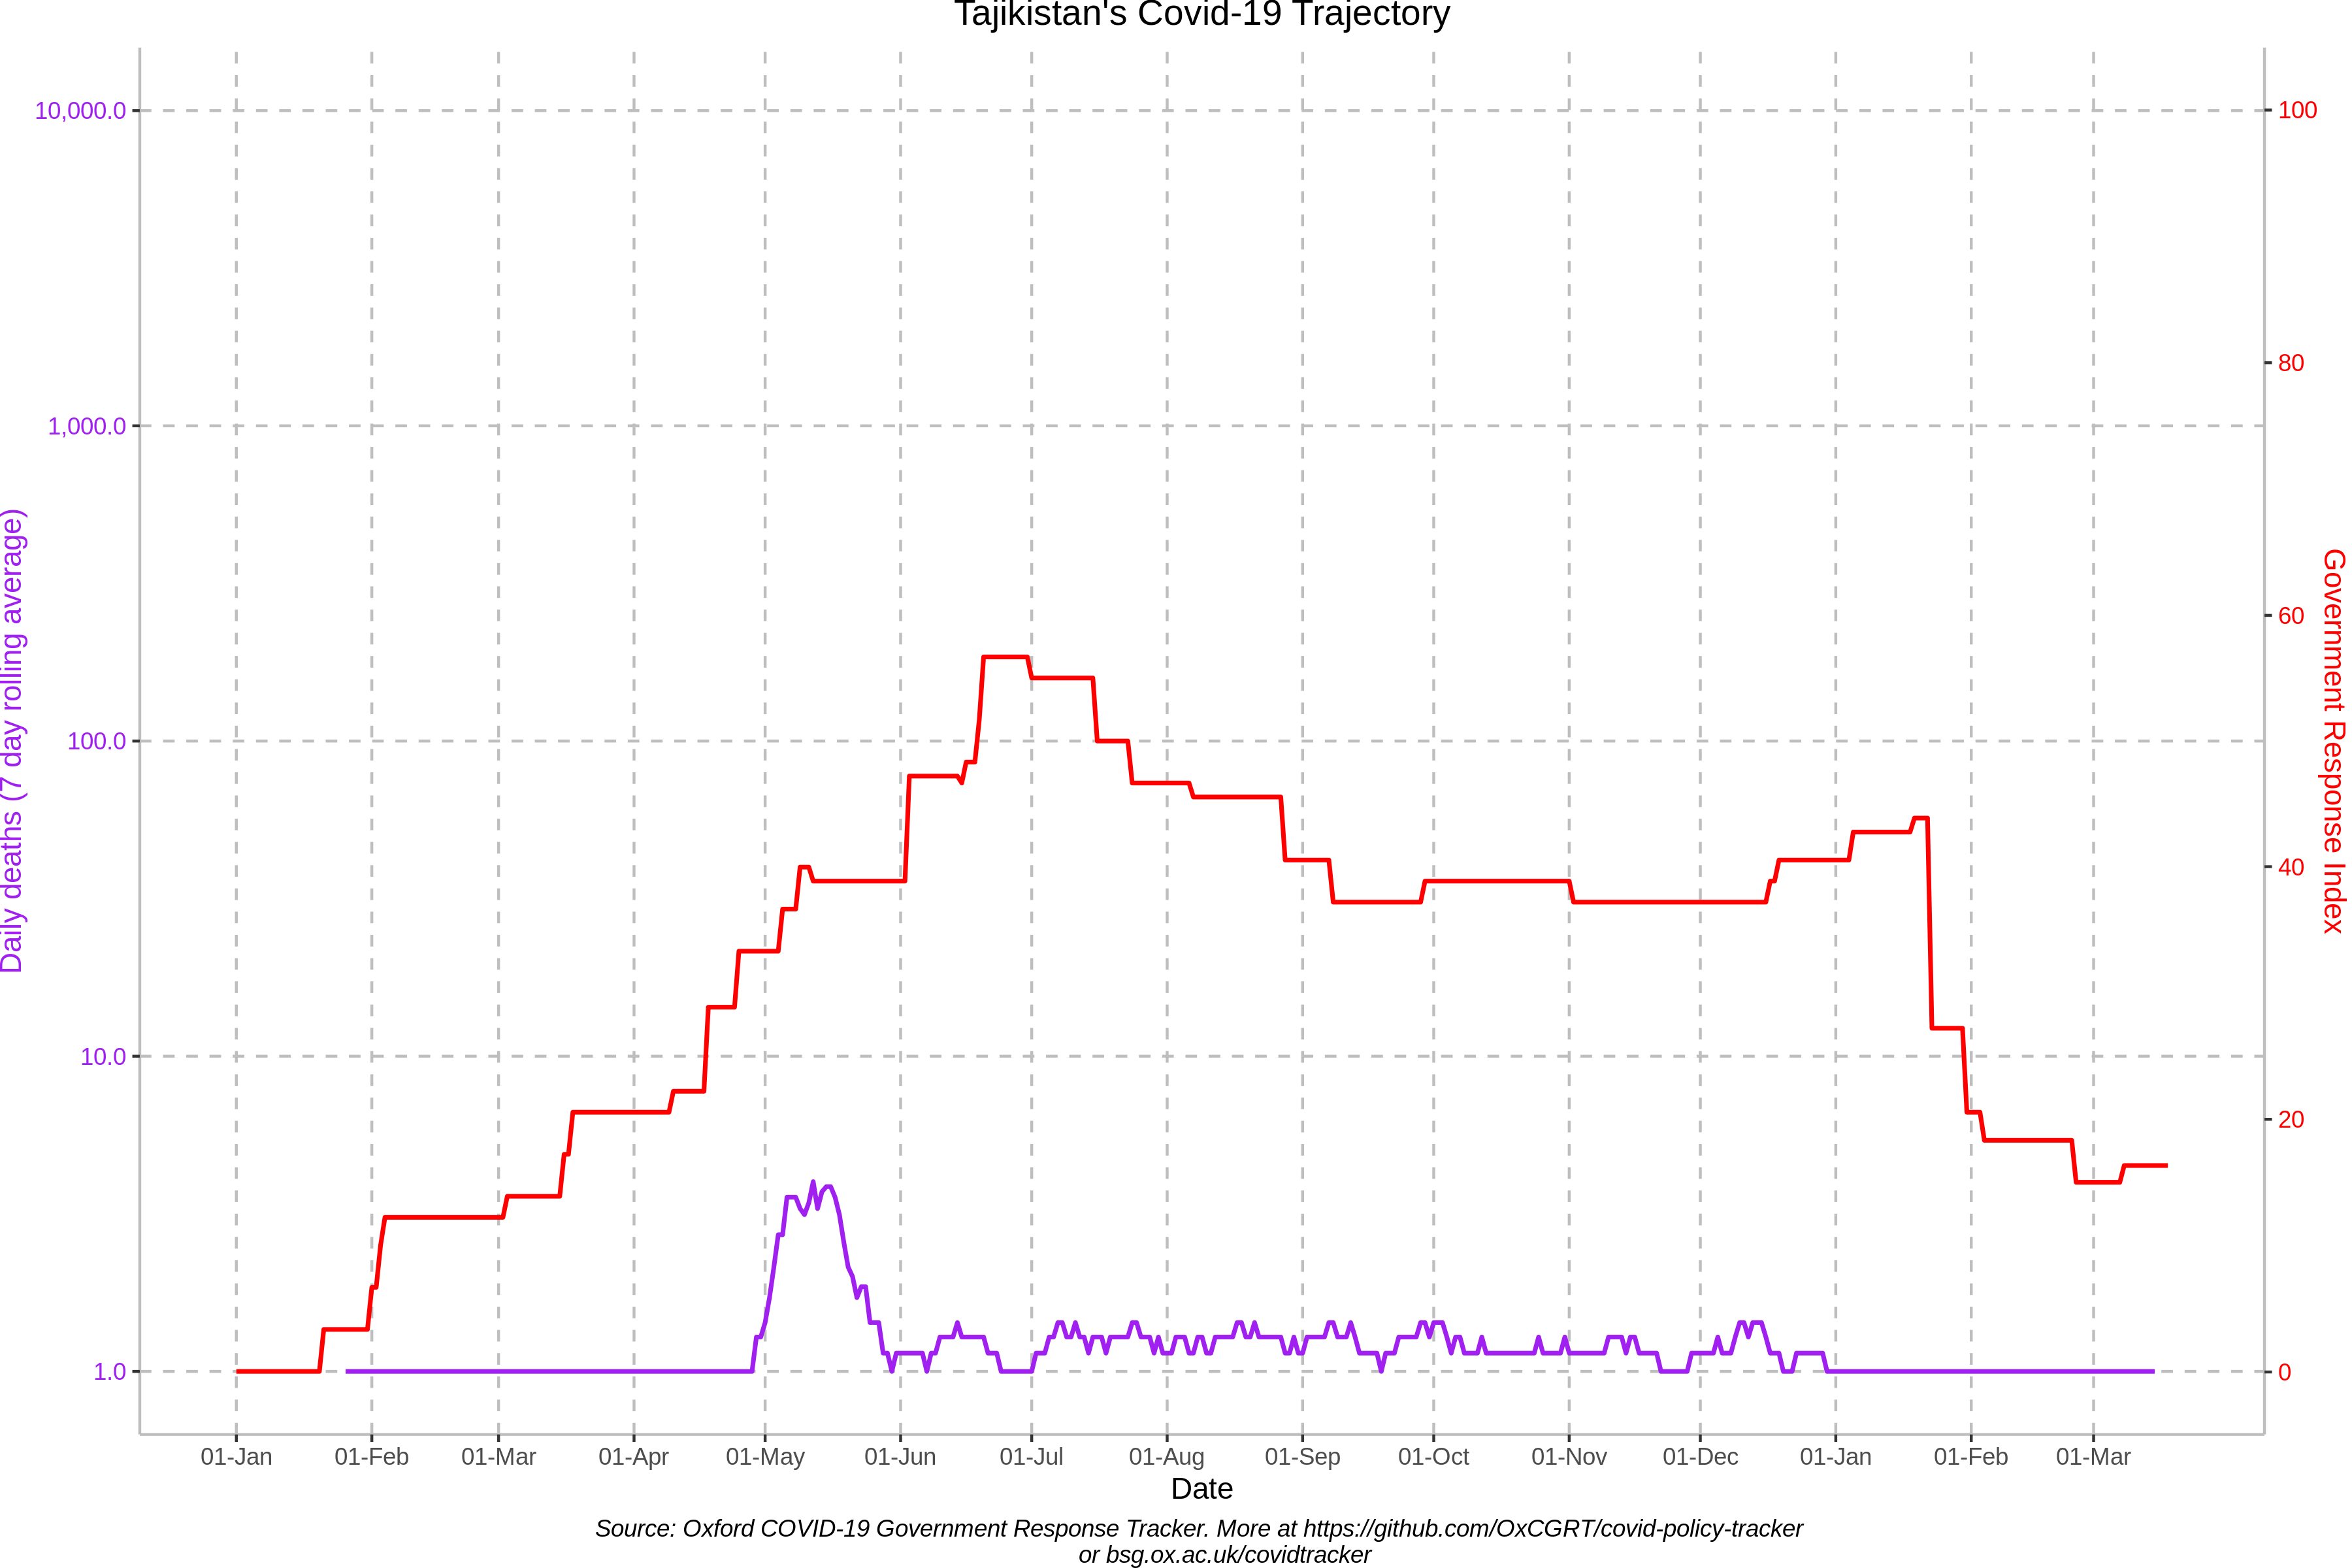 Tajikistan's Covid-19 Trajectory
10,000.0
1,000.0
100.0
10.0
1.0
Daily deaths (7 day rolling average)
100
80
60
40
20
0
Government Response Index
01-Jan 01-Feb 01-Mar 01-Apr 01-May 01-Jun 01-Jul 01-Aug 01-Sep 01-Oct 01-Nov 01-Dec 01-Jan 01-Feb 01-Mar
Date
Source: Oxford COVID-19 Government Response Tracker. More at https://github.com/OxCGRT/covid-policy-tracker
or bsg.ox.ac.uk/covidtracker